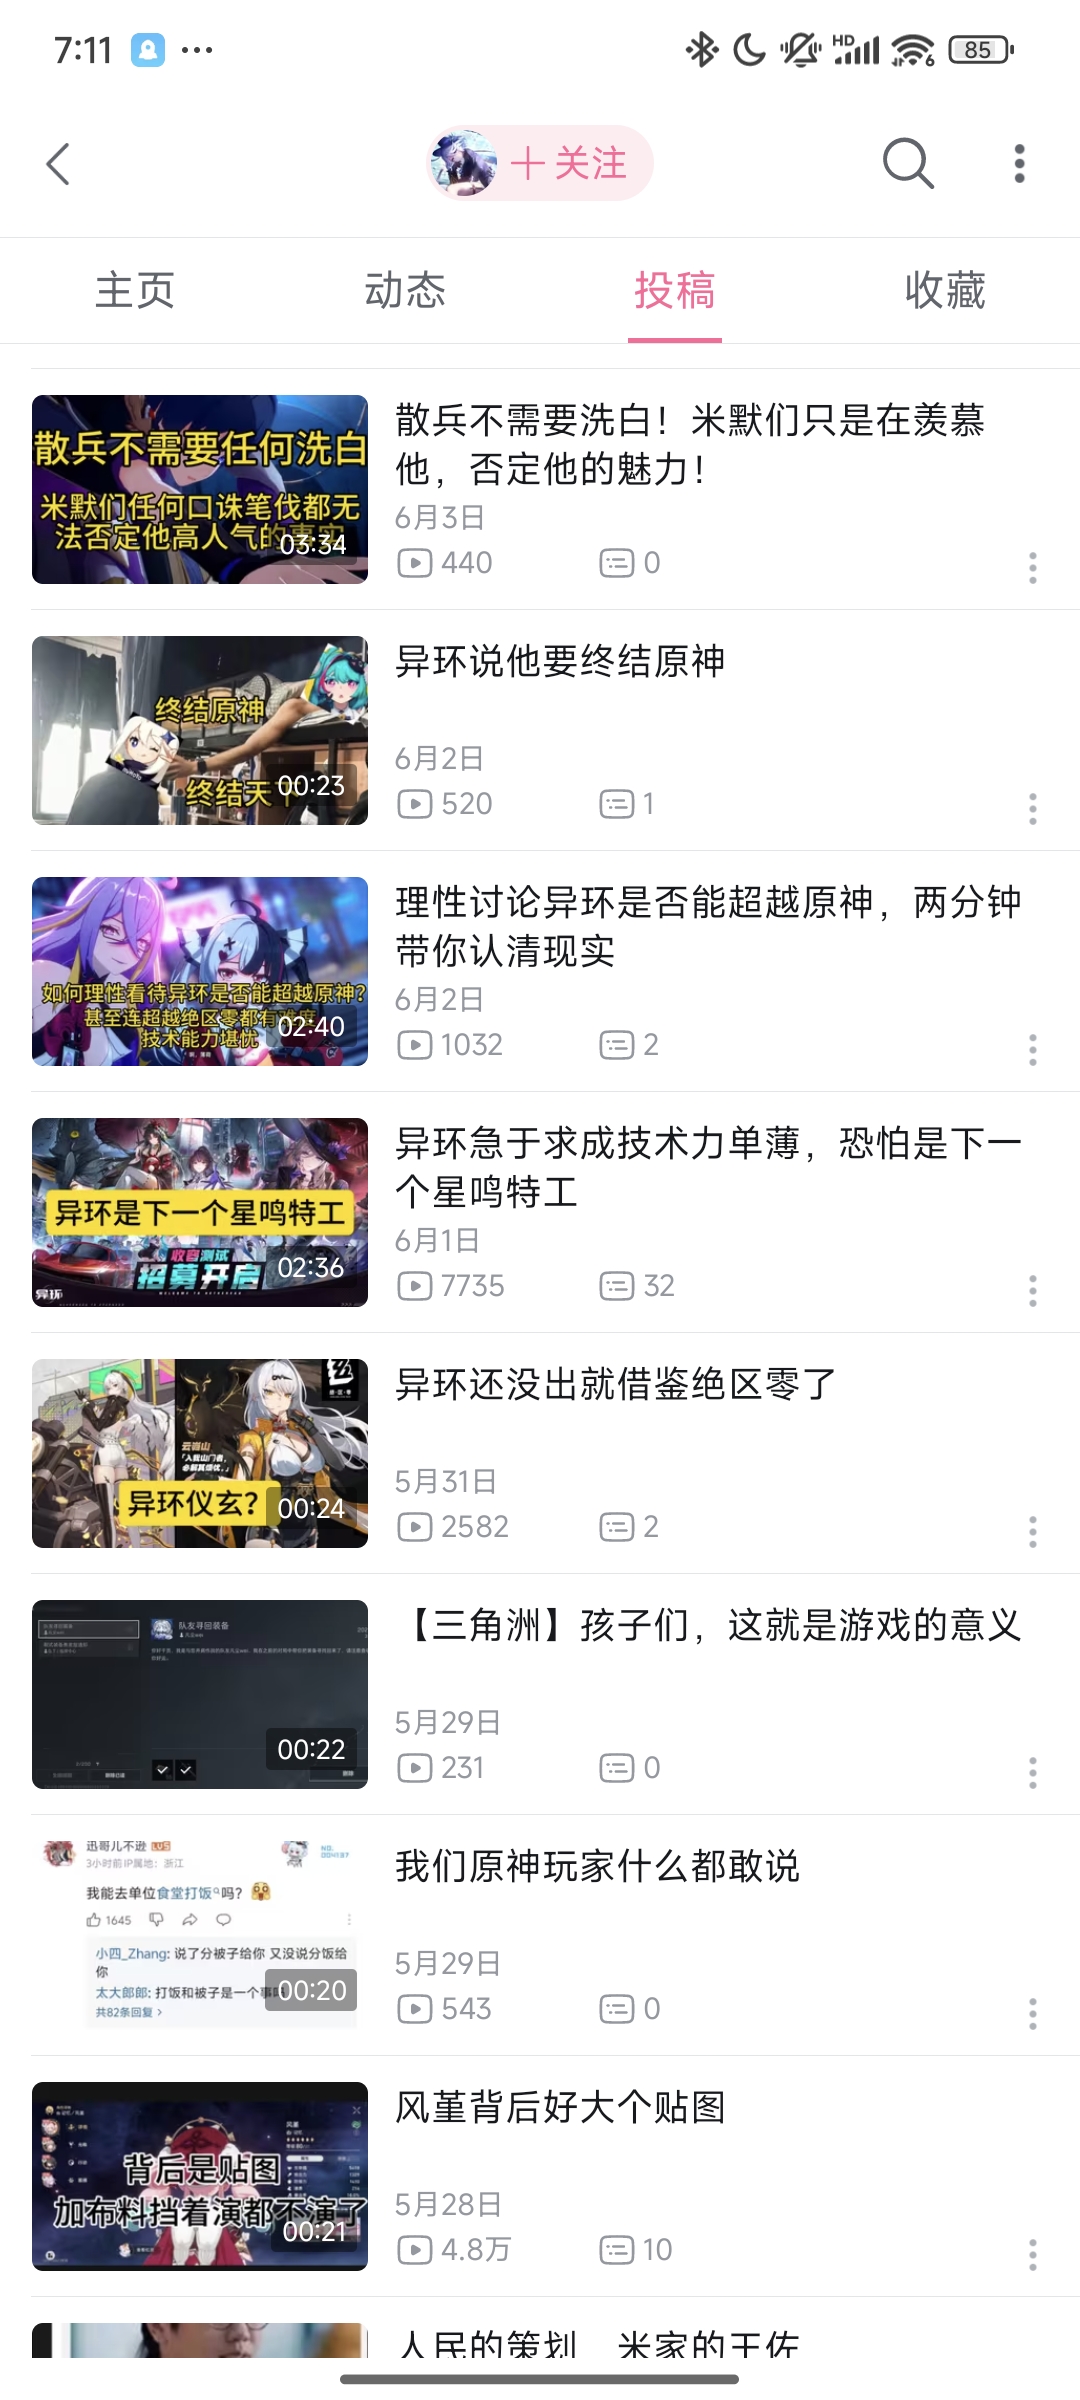 7:11
HD
6
85
关注
主页
动态
投稿
收藏
散兵不需要任何洗白
米默们任何口诛笔伐都无
法否定他高人气的事实
03:34
散兵不需要洗白！米默们只是在羡慕
他，否定他的魅力！
6月3日
440
0
终结原神
终结天下
00:23
异环说他要终结原神
6月2日
520
1
如何理性看待异环是否能超越原神？
甚至连超越绝区零都有难度
技术能力堪忧
02:40
理性讨论异环是否能超越原神，两分钟
带你认清现实
6月2日
1032
2
异环是下一个星鸣特工
收容测试
招募开启
异环
02:36
异环急于求成技术力单薄，恐怕是下一
个星鸣特工
6月1日
7735
32
云岿山
异环仪玄？
00:24
异环还没出就借鉴绝区零了
5月31日
2582
2
队友寻回装备
00:22
【三角洲】孩子们，这就是游戏的意义
5月29日
231
0
迅哥儿不逊 LV5
3小时前 IP属地：浙江
我能去单位食堂打饭吗？
1645
小四_Zhang: 说了分被子给你 又没说分饭给
你
太大郎郎: 打饭和被子是一个事
共82条回复
00:20
我们原神玩家什么都敢说
5月29日
543
0
风堇
背后是贴图
加布料挡着演都不演了
00:21
风堇背后好大个贴图
5月28日
4.8万
10
人民的策划 米家的王佐